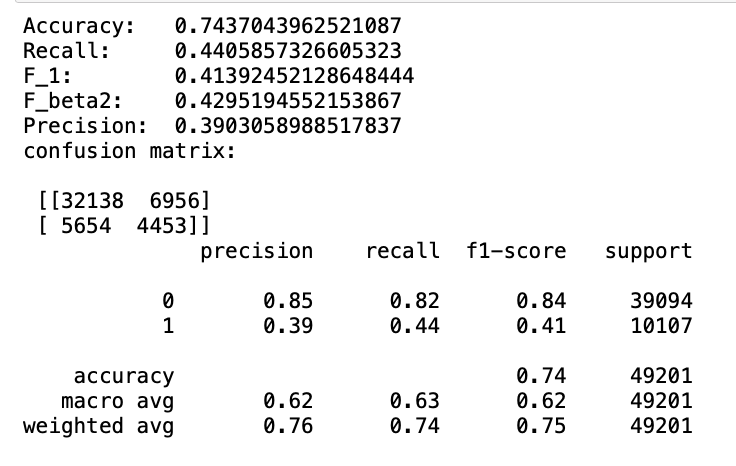 Accuracy:   0.7437043962521087
Recall:     0.4405857326605323
F_1:        0.41392452128648444
F_beta2:    0.4295194552153867
Precision:  0.3903058988517837
confusion matrix:
[[32138  6956]
[ 5654  4453]]
precision    recall  f1-score   support
0       0.85      0.82      0.84     39094
1       0.39      0.44      0.41     10107
accuracy                           0.74     49201
macro avg       0.62      0.63      0.62     49201
weighted avg       0.76      0.74      0.75     49201